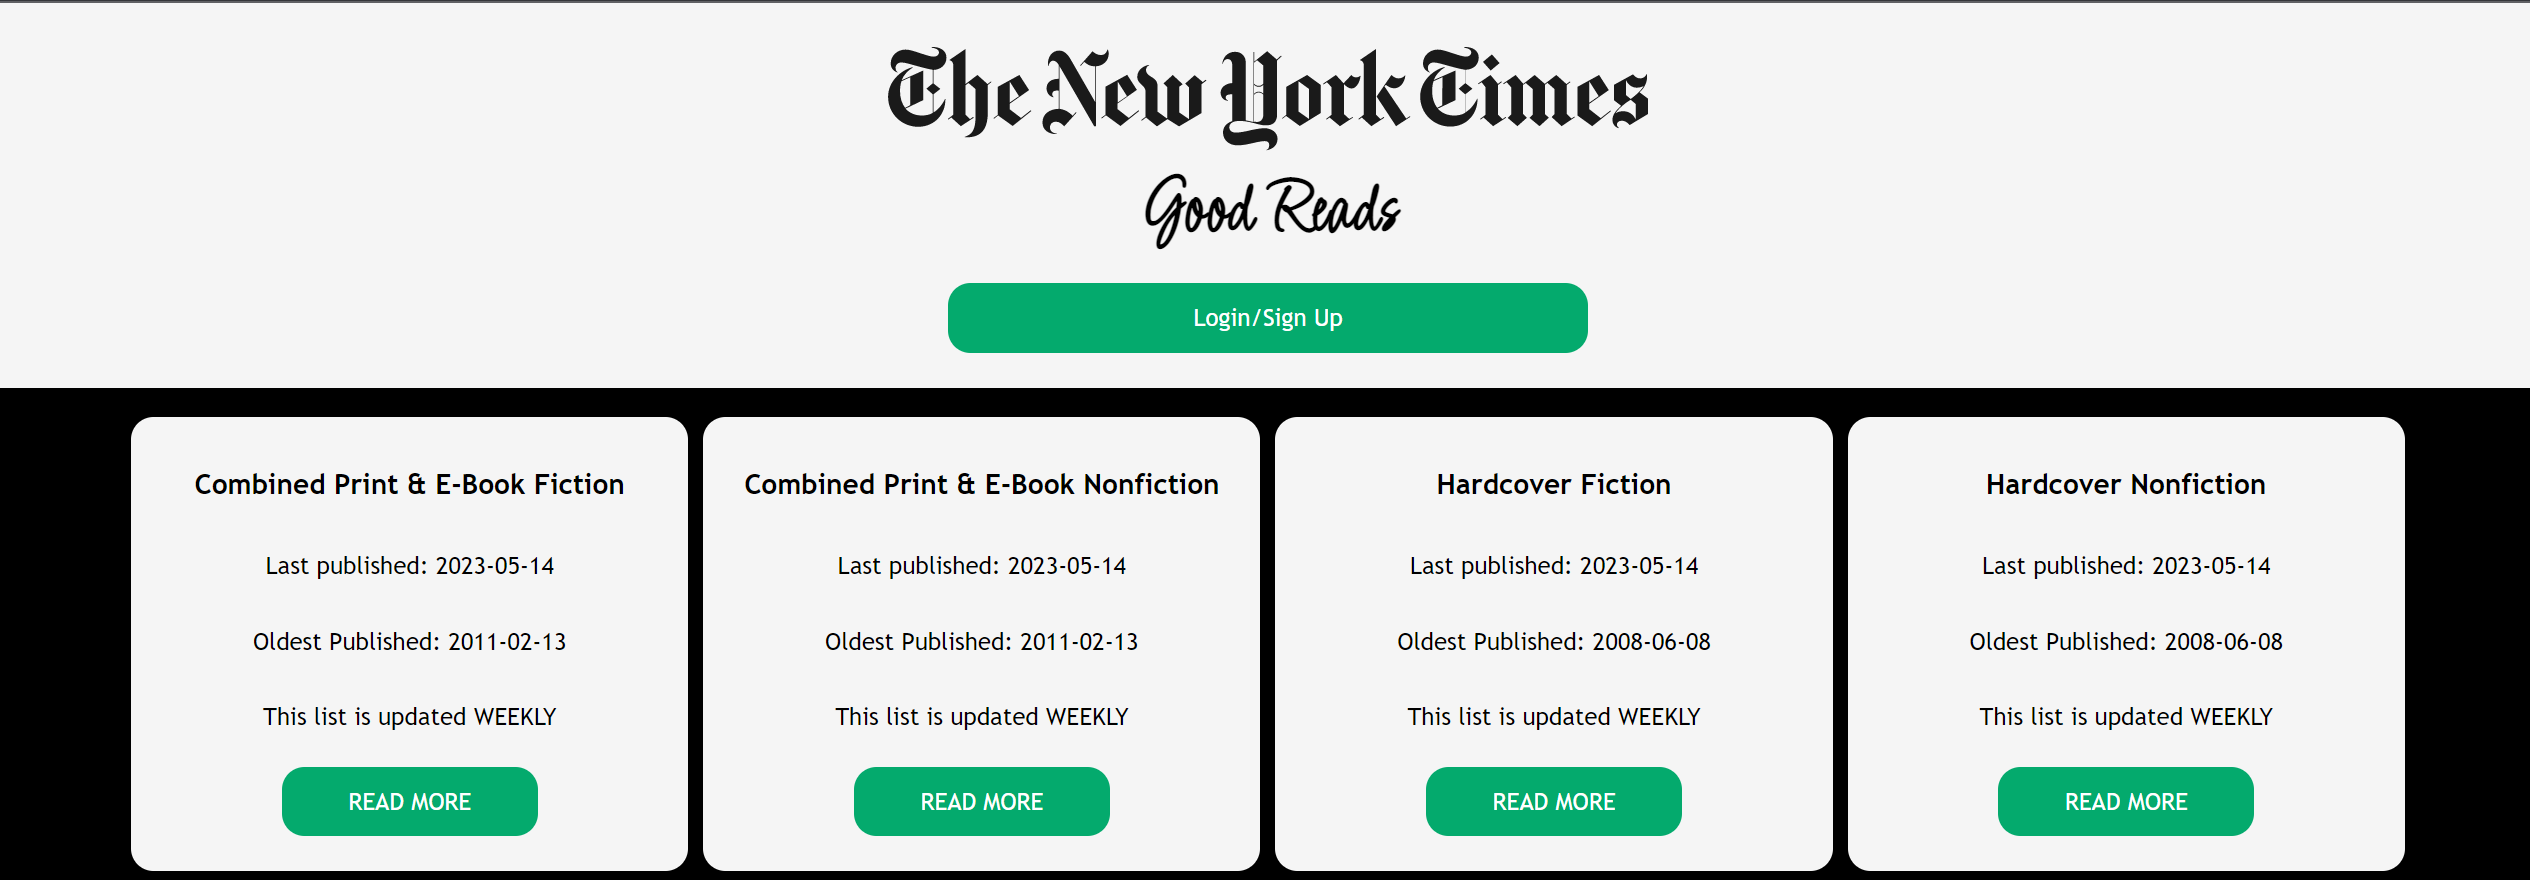 The New York Times
Good Reads
Login/Sign Up
Combined Print & E-Book Fiction
Last published: 2023-05-14
Oldest Published: 2011-02-13
This list is updated WEEKLY
READ MORE
Combined Print & E-Book Nonfiction
Last published: 2023-05-14
Oldest Published: 2011-02-13
This list is updated WEEKLY
READ MORE
Hardcover Fiction
Last published: 2023-05-14
Oldest Published: 2008-06-08
This list is updated WEEKLY
READ MORE
Hardcover Nonfiction
Last published: 2023-05-14
Oldest Published: 2008-06-08
This list is updated WEEKLY
READ MORE